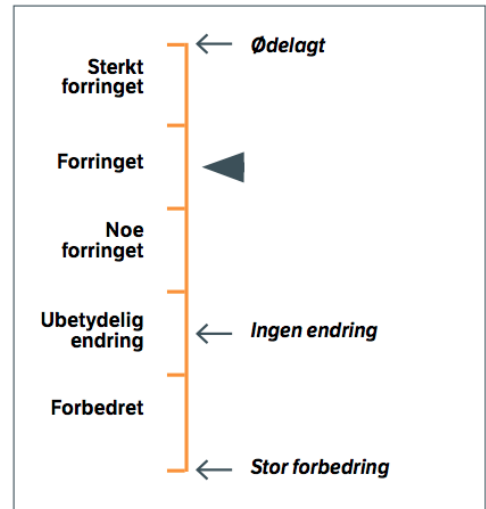 Ødelagt
Sterkt
forringet
Forringet
Noe
forringet
Ubetydelig
endring
Ingen endring
Forbedret
Stor forbedring